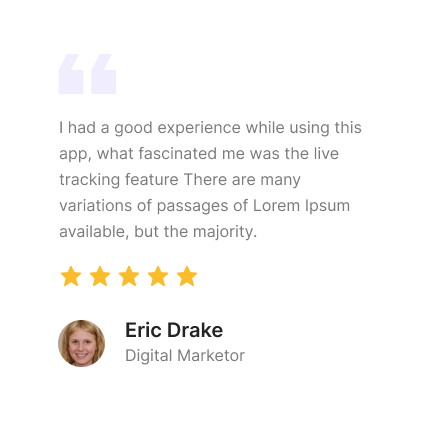 “
I had a good experience while using this
app, what fascinated me was the live
tracking feature There are many
variations of passages of Lorem Ipsum
available, but the majority.
Eric Drake
Digital Marketor